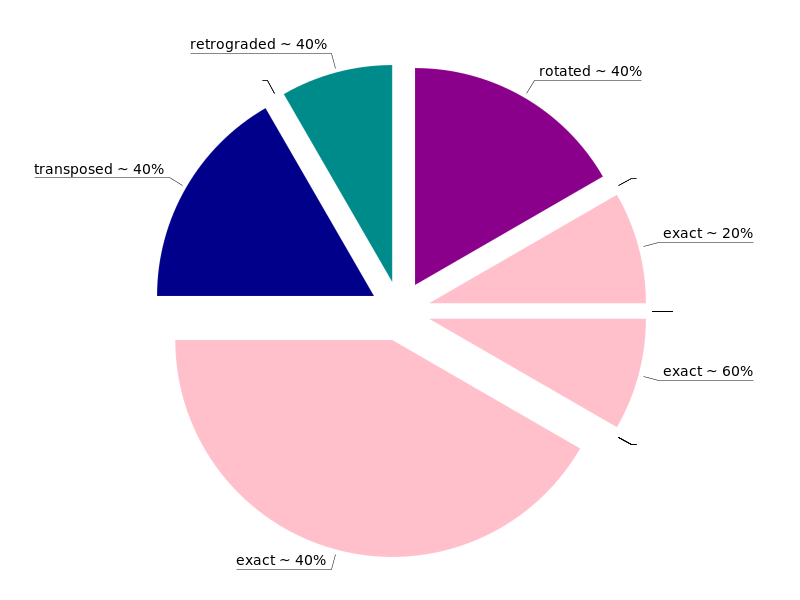 retrograded ~ 40%
rotated ~ 40%
transposed ~ 40%
exact ~ 20%
exact ~ 60%
exact ~ 40%